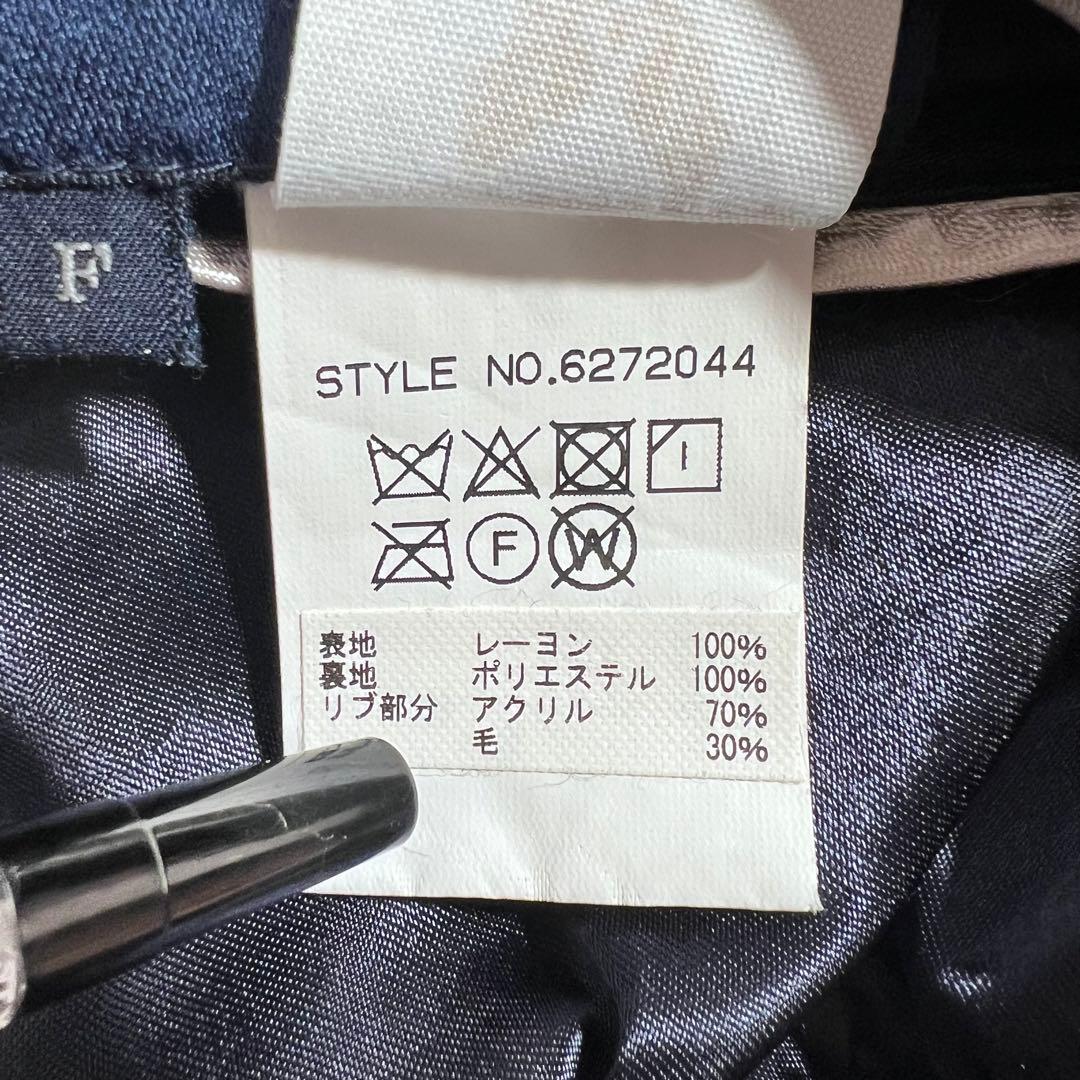 F
STYLE NO.6272044
F W
表地 レーヨン 100%
裏地 ポリエステル 100%
リブ部分 アクリル 70%
毛 30%